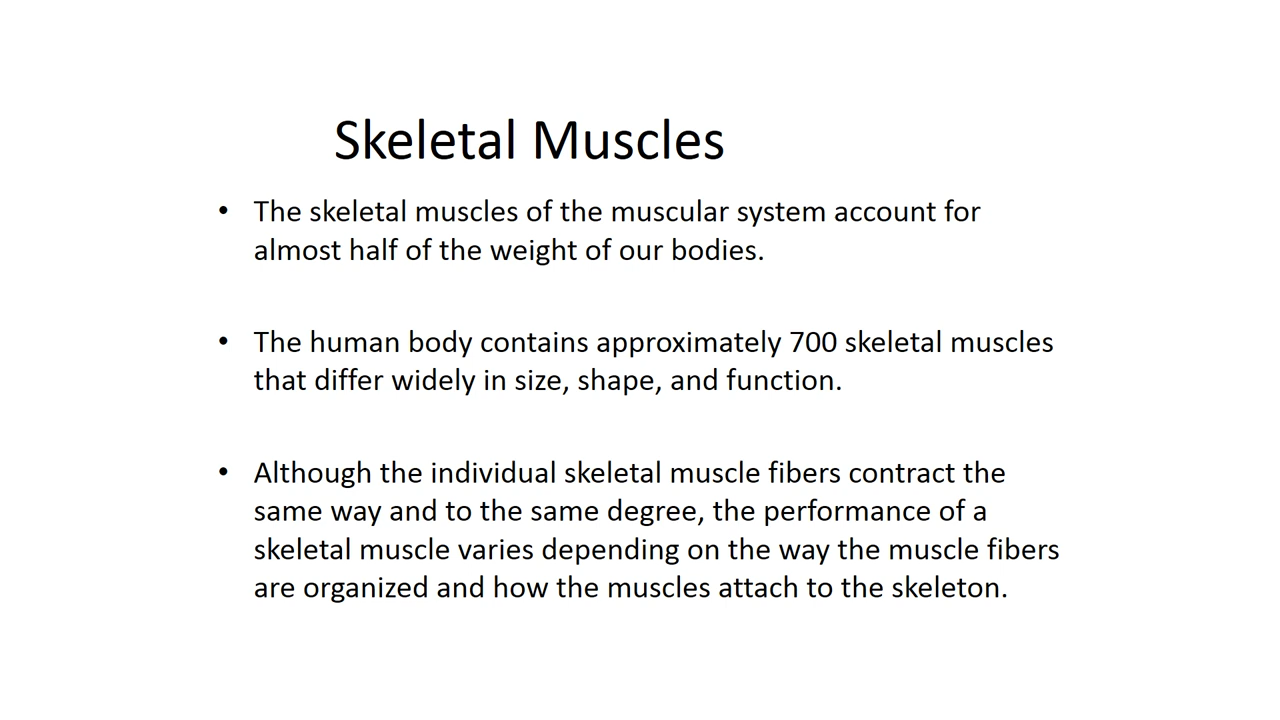 Skeletal Muscles
• The skeletal muscles of the muscular system account for
almost half of the weight of our bodies.
• The human body contains approximately 700 skeletal muscles
that differ widely in size, shape, and function.
• Although the individual skeletal muscle fibers contract the
same way and to the same degree, the performance of a
skeletal muscle varies depending on the way the muscle fibers
are organized and how the muscles attach to the skeleton.